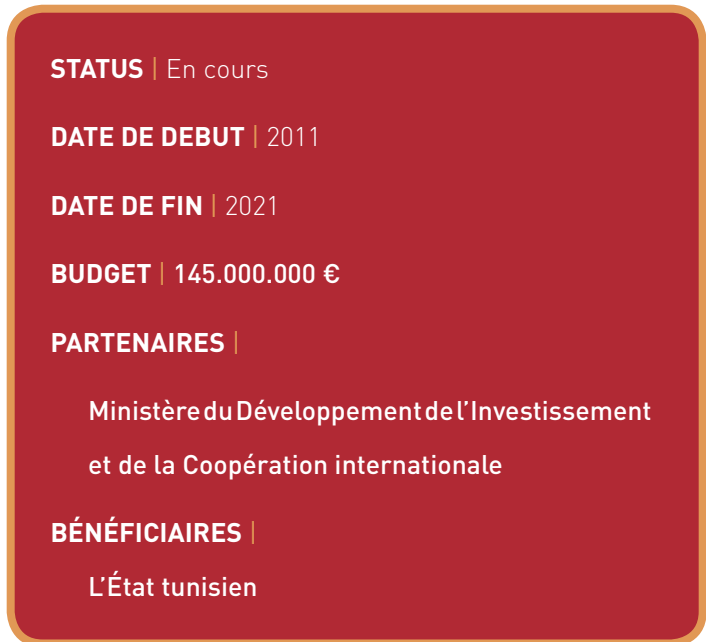 STATUS | En cours
DATE DE DEBUT | 2011
DATE DE FIN | 2021
BUDGET | 145.000.000 €
PARTENAIRES |
Ministère du Développement de l'Investissement
et de la Coopération internationale
BÉNÉFICIAIRES |
L'État tunisien